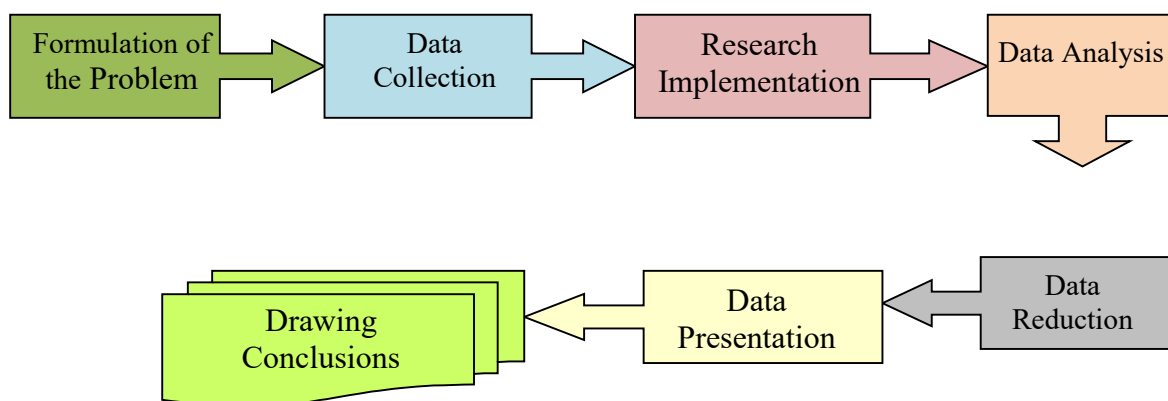 Formulation of
the Problem
Data
Collection
Research
Implementation
Data Analysis
Data
Reduction
Data
Presentation
Drawing
Conclusions